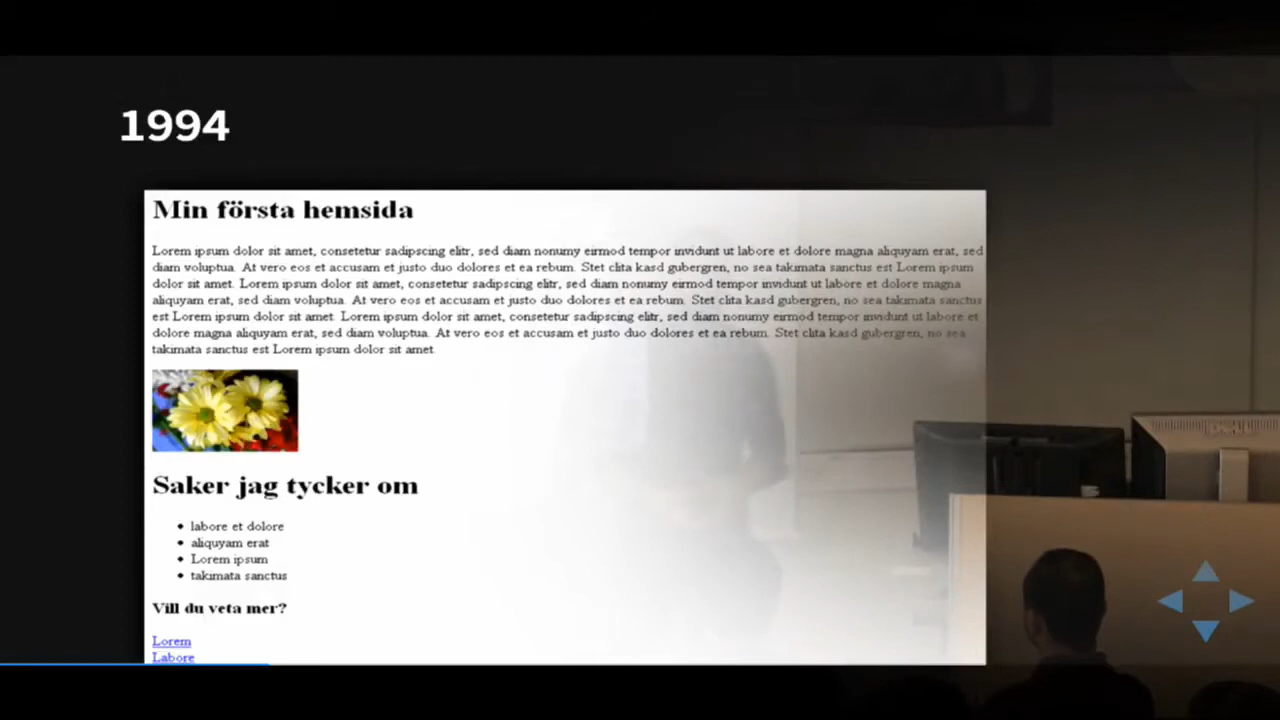 1994
Min första hemsida
Lorem ipsum dolor sit amet, consetetur sadipscing elitr, sed diam nonumy eirmod tempor invidunt ut labore et dolore magna aliquyam erat, sed
diam voluptua. At vero eos et accusam et justo duo dolores et ea rebum. Stet clita kasd gubergren, no sea takimata sanctus est Lorem ipsum
dolor sit amet. Lorem ipsum dolor sit amet, consetetur sadipscing elitr, sed diam nonumy eirmod tempor invidunt ut labore et dolore magna
aliquyam erat, sed diam voluptua. At vero eos et accusam et justo duo dolores et ea rebum. Stet clita kasd gubergren, no sea takimata sanctus
est Lorem ipsum dolor sit amet. Lorem ipsum dolor sit amet, consetetur sadipscing elitr, sed diam nonumy eirmod tempor invidunt ut labore et
dolore magna aliquyam erat, sed diam voluptua. At vero eos et accusam et justo duo dolores et ea rebum. Stet clita kasd gubergren, no sea
takimata sanctus est Lorem ipsum dolor sit amet.
Saker jag tycker om
labore et dolore
aliquyam erat
Lorem ipsum
takimata sanctus
Vill du veta mer?
Lorem
Labore
DELL